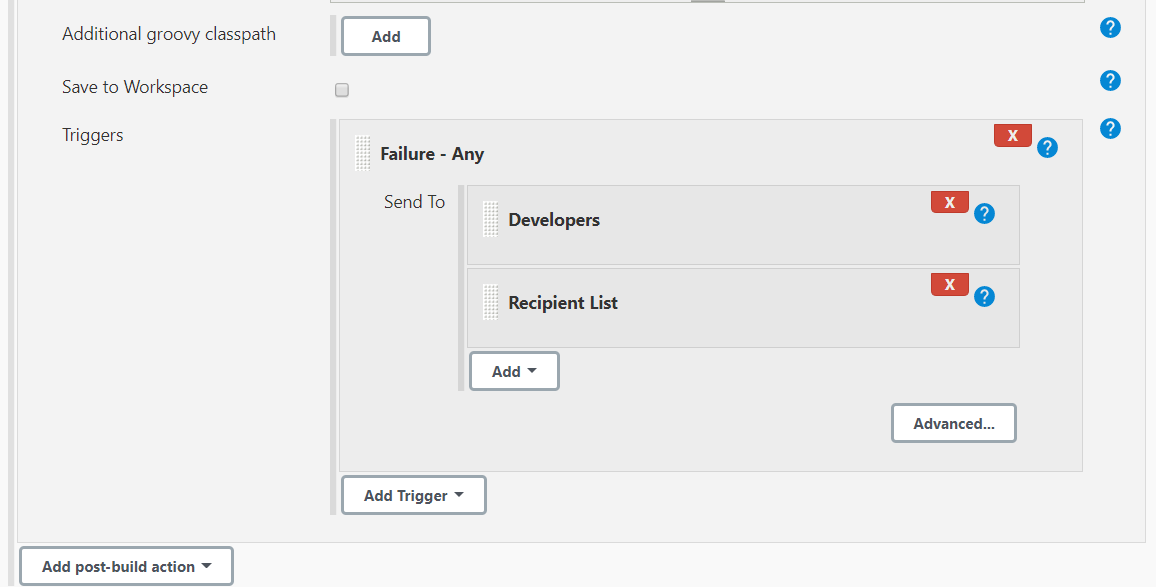 Additional groovy classpath
Add
?
Save to Workspace
?
Triggers
Failure - Any
X
?
?
Send To
Developers
X
?
Recipient List
X
?
Add
Advanced...
Add Trigger
Add post-build action